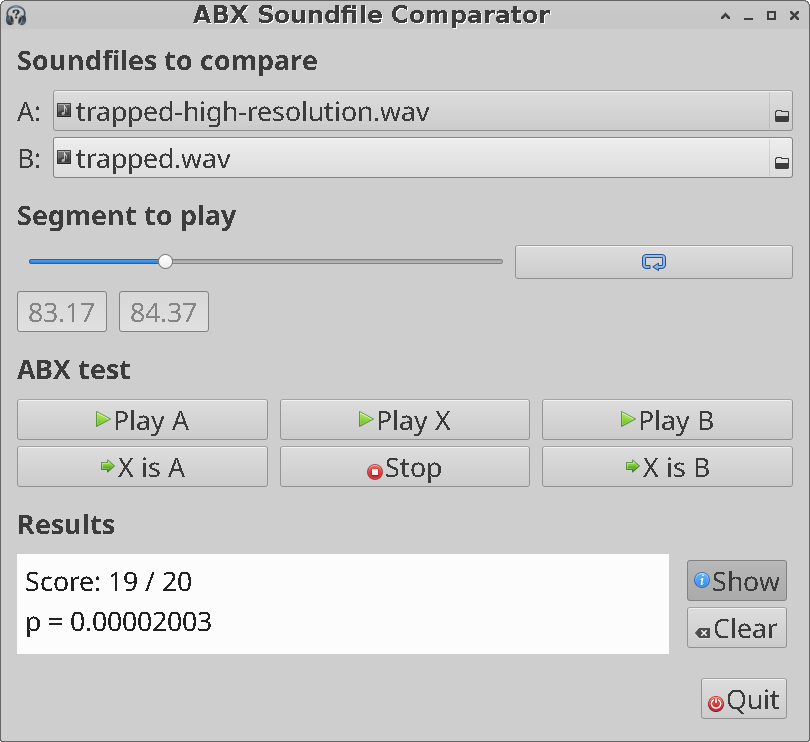 ABX Soundfile Comparator
Soundfiles to compare
A: trapped-high-resolution.wav
B: trapped.wav
Segment to play
83.17 84.37
ABX test
Play A Play X Play B
X is A Stop X is B
Results
Score: 19 / 20
p = 0.00002003
Show
Clear
Quit